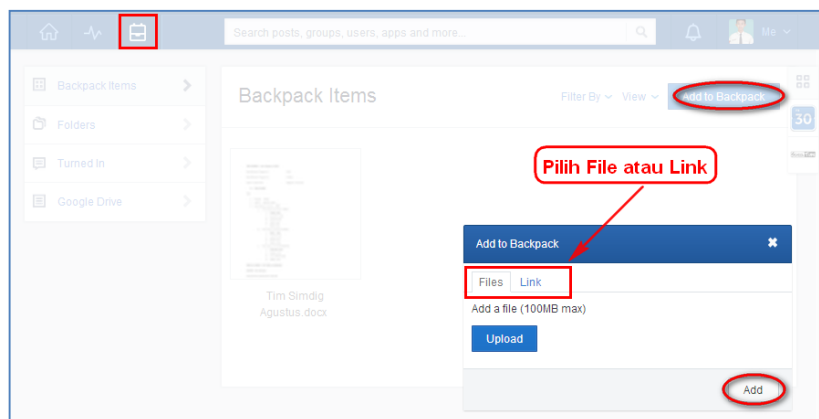 Search posts, groups, users, apps and more...
Me
Backpack Items
Folders
Turned In
Google Drive
Backpack Items
Filter By
View
Add to Backpack
30
Pilih File atau Link
Tim Simdig
Agustus.docx
Add to Backpack
Files
Link
Add a file (100MB max)
Upload
Add